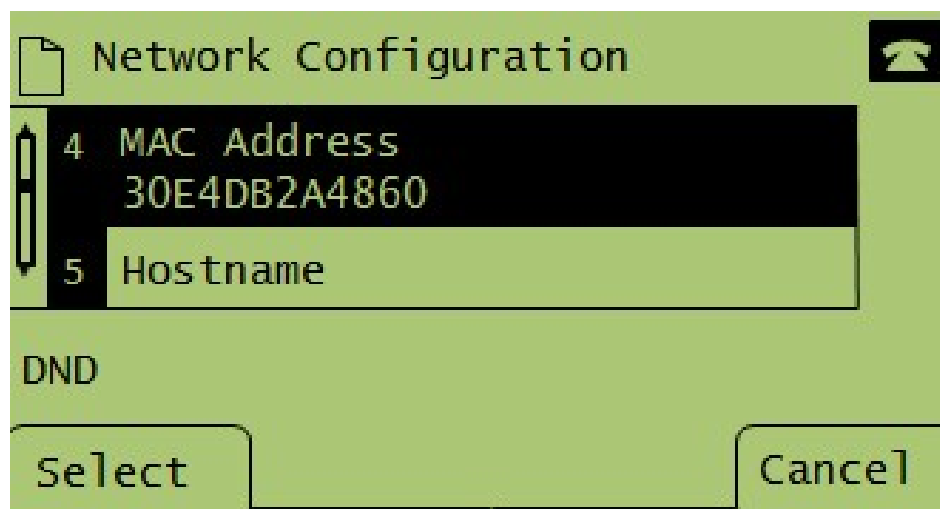 Network Configuration
4 MAC Address
30E4DB2A4860
5 Hostname
DND
Select
Cancel